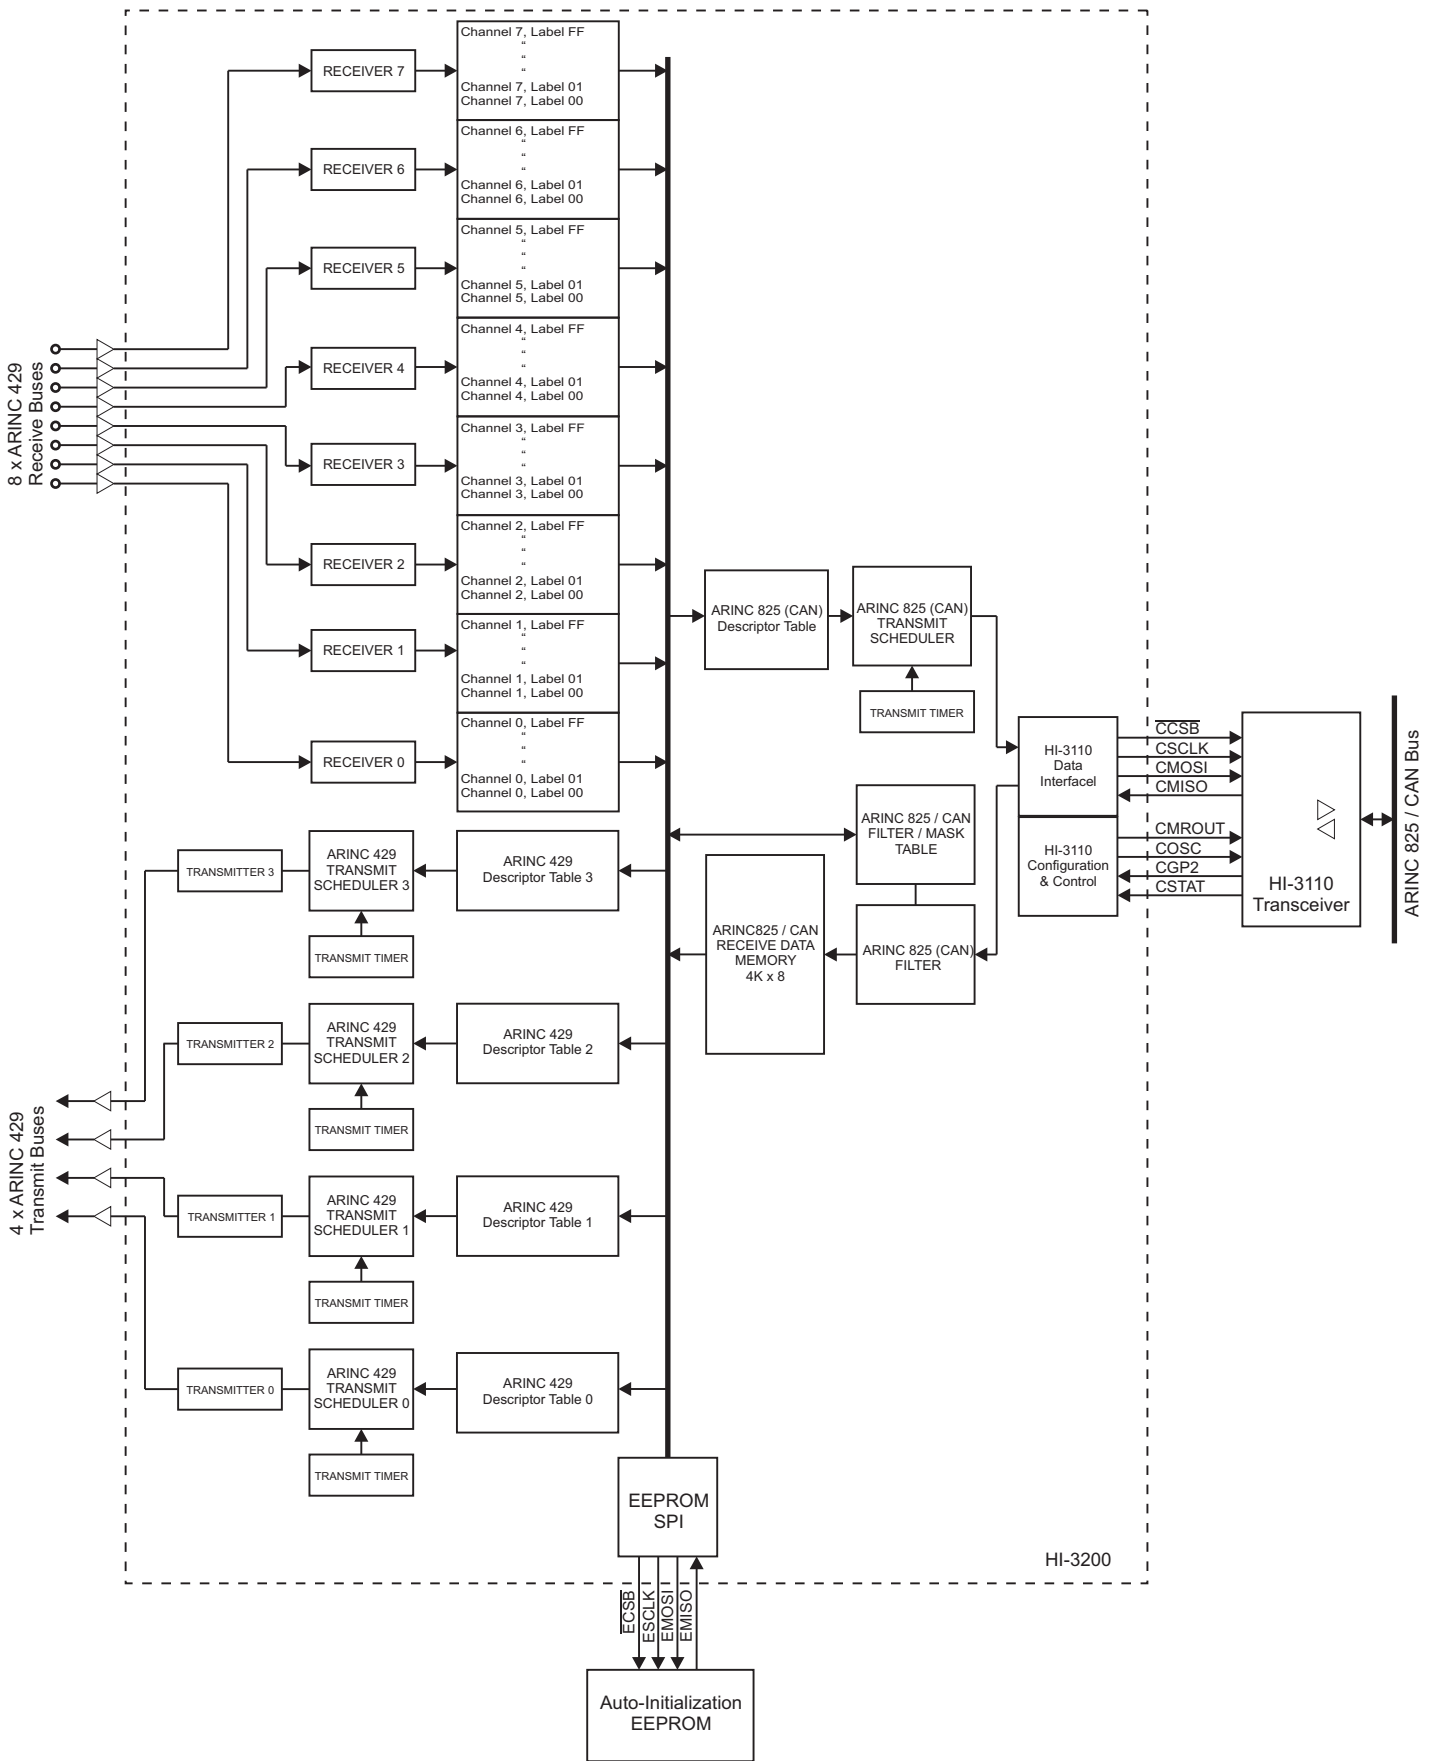 Channel 7, Label FF
“
“
“
Channel 7, Label 01
Channel 7, Label 00
RECEIVER 7
Channel 6, Label FF
“
“
“
Channel 6, Label 01
Channel 6, Label 00
RECEIVER 6
Channel 5, Label FF
“
“
“
Channel 5, Label 01
Channel 5, Label 00
RECEIVER 5
Channel 4, Label FF
“
“
“
Channel 4, Label 01
Channel 4, Label 00
RECEIVER 4
8 x ARINC 429
Receive Buses
Channel 3, Label FF
“
“
“
Channel 3, Label 01
Channel 3, Label 00
RECEIVER 3
Channel 2, Label FF
“
“
“
Channel 2, Label 01
Channel 2, Label 00
RECEIVER 2
Channel 1, Label FF
“
“
“
Channel 1, Label 01
Channel 1, Label 00
RECEIVER 1
Channel 0, Label FF
“
“
“
Channel 0, Label 01
Channel 0, Label 00
RECEIVER 0
ARINC 825 (CAN)
Descriptor Table
ARINC 825 (CAN)
TRANSMIT
SCHEDULER
TRANSMIT TIMER
HI-3110
Data
Interfacel
HI-3110
Configuration
& Control
CCSB
CSCLK
CMOSI
CMISO
CMROUT
COSC
CGP2
CSTAT
HI-3110
Transceiver
ARINC 825 / CAN Bus
ARINC 825 / CAN
FILTER / MASK
TABLE
ARINC825 / CAN
RECEIVE DATA
MEMORY
4K x 8
ARINC 825 (CAN)
FILTER
TRANSMITTER 3
ARINC 429
TRANSMIT
SCHEDULER 3
ARINC 429
Descriptor Table 3
TRANSMIT TIMER
TRANSMITTER 2
ARINC 429
TRANSMIT
SCHEDULER 2
ARINC 429
Descriptor Table 2
TRANSMIT TIMER
4 x ARINC 429
Transmit Buses
TRANSMITTER 1
ARINC 429
TRANSMIT
SCHEDULER 1
ARINC 429
Descriptor Table 1
TRANSMIT TIMER
TRANSMITTER 0
ARINC 429
TRANSMIT
SCHEDULER 0
ARINC 429
Descriptor Table 0
TRANSMIT TIMER
EEPROM
SPI
HI-3200
ECSB
ESCLK
EMOSI
EMISO
Auto-Initialization
EEPROM